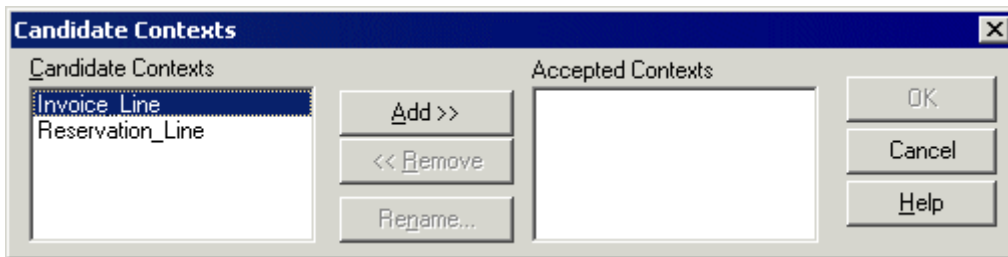 Candidate Contexts
Candidate Contexts
Invoice_Line
Reservation_Line
Add >>
<< Remove
Rename...
Accepted Contexts
OK
Cancel
Help